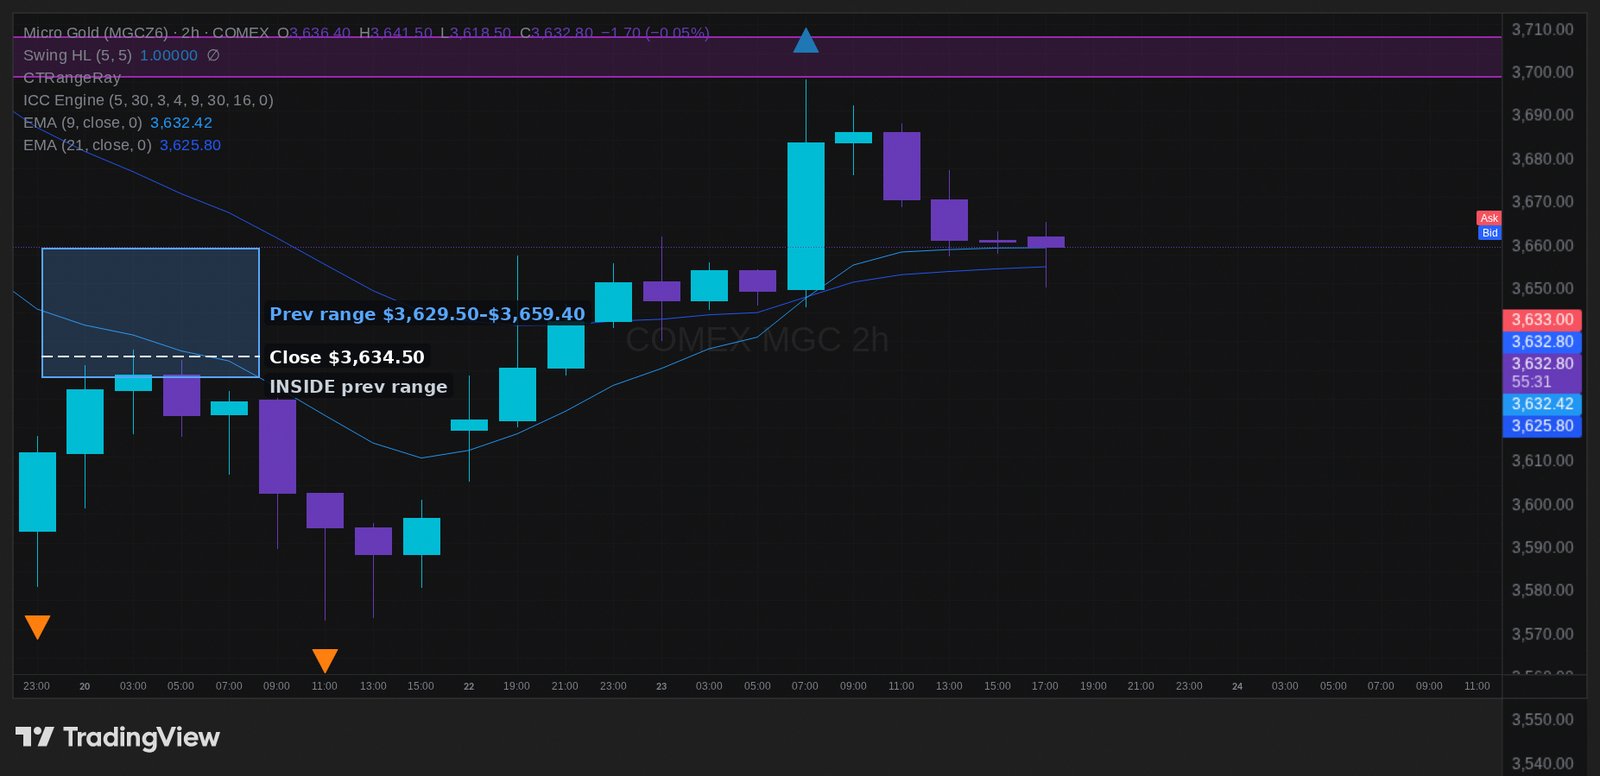 Micro Gold (MGCZ6) · 2h · COMEX O3,636.40 H3,641.50 L3,618.50 C3,632.80 −1.70 (−0.05%)
Swing HL (5, 5) 1.00000 ∅
CTRangeRay
ICC Engine (5, 30, 3, 4, 9, 30, 16, 0)
EMA (9, close, 0) 3,632.42
EMA (21, close, 0) 3,625.80
3,710.00
3,700.00
3,690.00
3,680.00
3,670.00
Ask
Bid
3,660.00
3,650.00
Prev range $3,629.50–$3,659.40
3,633.00
COMEX MGC 2h
3,632.80
Close $3,634.50
3,632.80
55:31
INSIDE prev range
3,632.42
3,625.80
3,610.00
3,600.00
3,590.00
3,580.00
3,570.00
3,560.00
23:00 20 03:00 05:00 07:00 09:00 11:00 13:00 15:00 22 19:00 21:00 23:00 23 03:00 05:00 07:00 09:00 11:00 13:00 15:00 17:00 19:00 21:00 23:00 24 03:00 05:00 07:00 09:00 11:00
3,550.00
TradingView
3,540.00